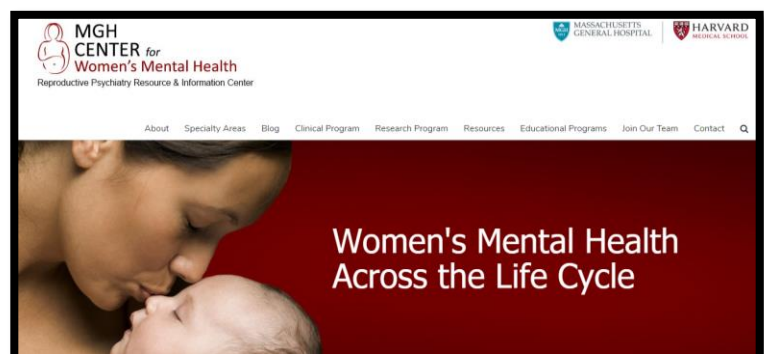 MGH
CENTER for
Women's Mental Health
Reproductive Psychiatry Resource & Information Center
MGH
1811
MASSACHUSETTS
GENERAL HOSPITAL
HARVARD
MEDICAL SCHOOL
About Specialty Areas Blog Clinical Program Research Program Resources Educational Programs Join Our Team Contact
Women's Mental Health
Across the Life Cycle